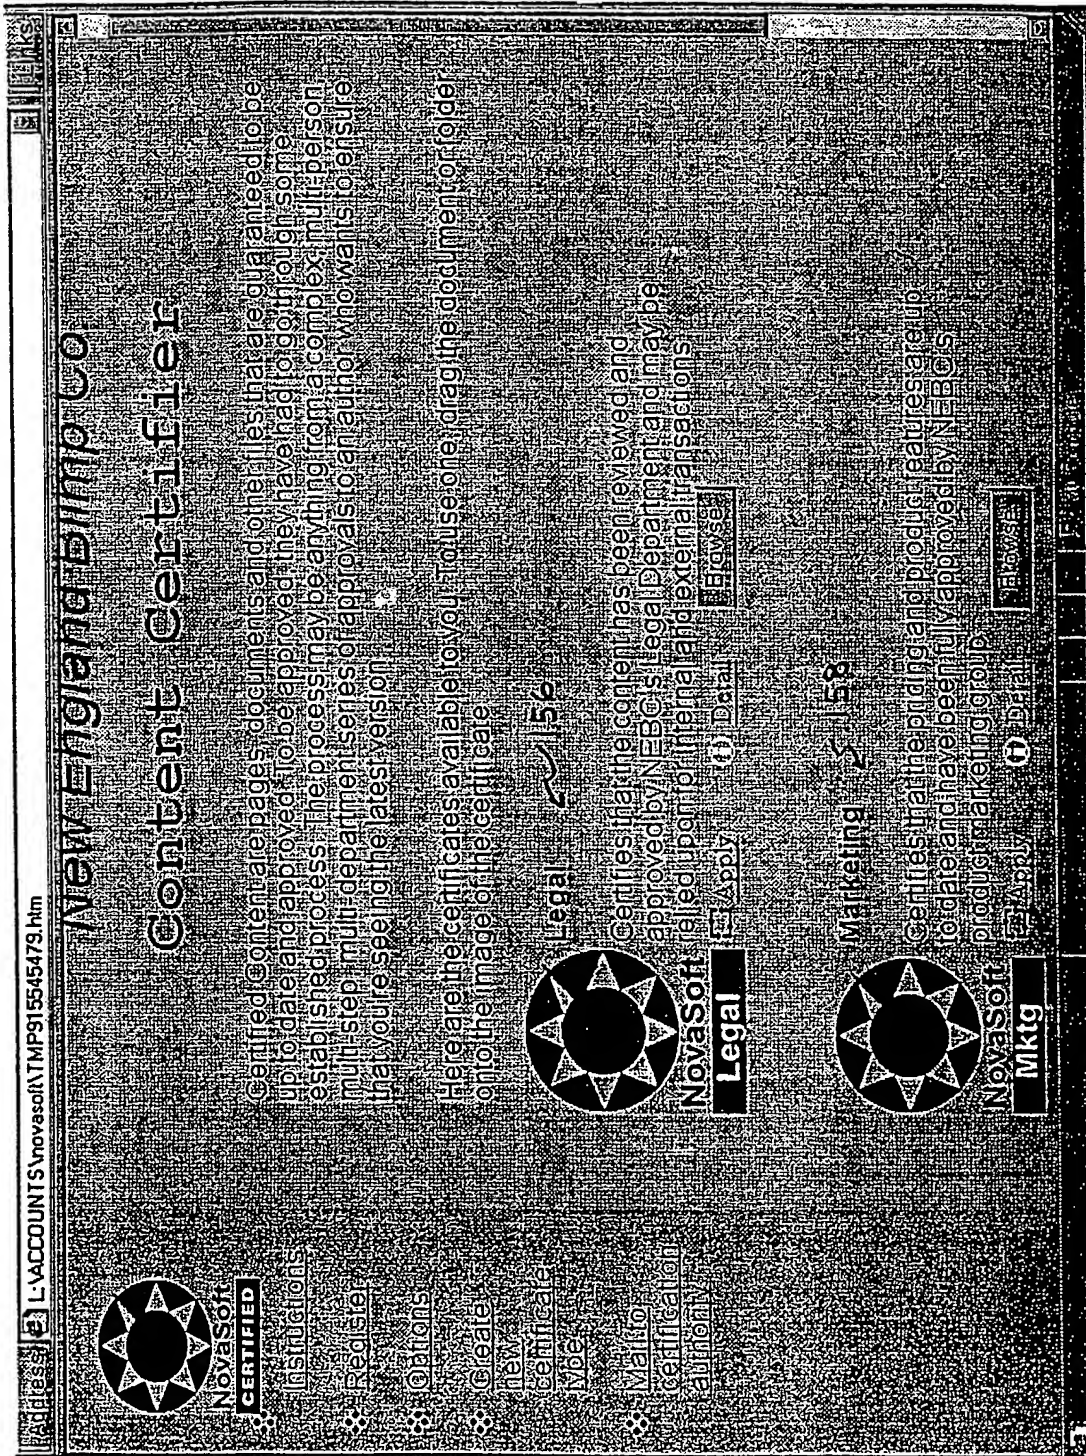 Address L:\ACCOUNTS\novasoft\TMP915545479.htm
New England Blimp Co.
Content Certifier
NovaSoft
CERTIFIED
Instructions
Register
Options
Create
new
certificate
type
Mail to
certification
authority
Certified Content are pages, documents and other files that are guaranteed to be
up to date and approved. To be approved they have had to go through some
established process. The process may be anything from a complex, multi-person
multi-step, multi-department series of approvals to an author who wants to ensure
that you're seeing the latest version.
Here are the certificates available to you. To use one, drag the document or folder
onto the image of the certificate.
NovaSoft
Legal
Legal 156
Certifies that the content has been reviewed and
approved by NEBCo's Legal Department and may be
relied upon for internal and external transactions
Apply Detail Browse
NovaSoft
Mktg
Marketing 158
Certifies that the pricing and product features are up
to date and have been fully approved by NEBCo's
product marketing group
Apply Detail Browse